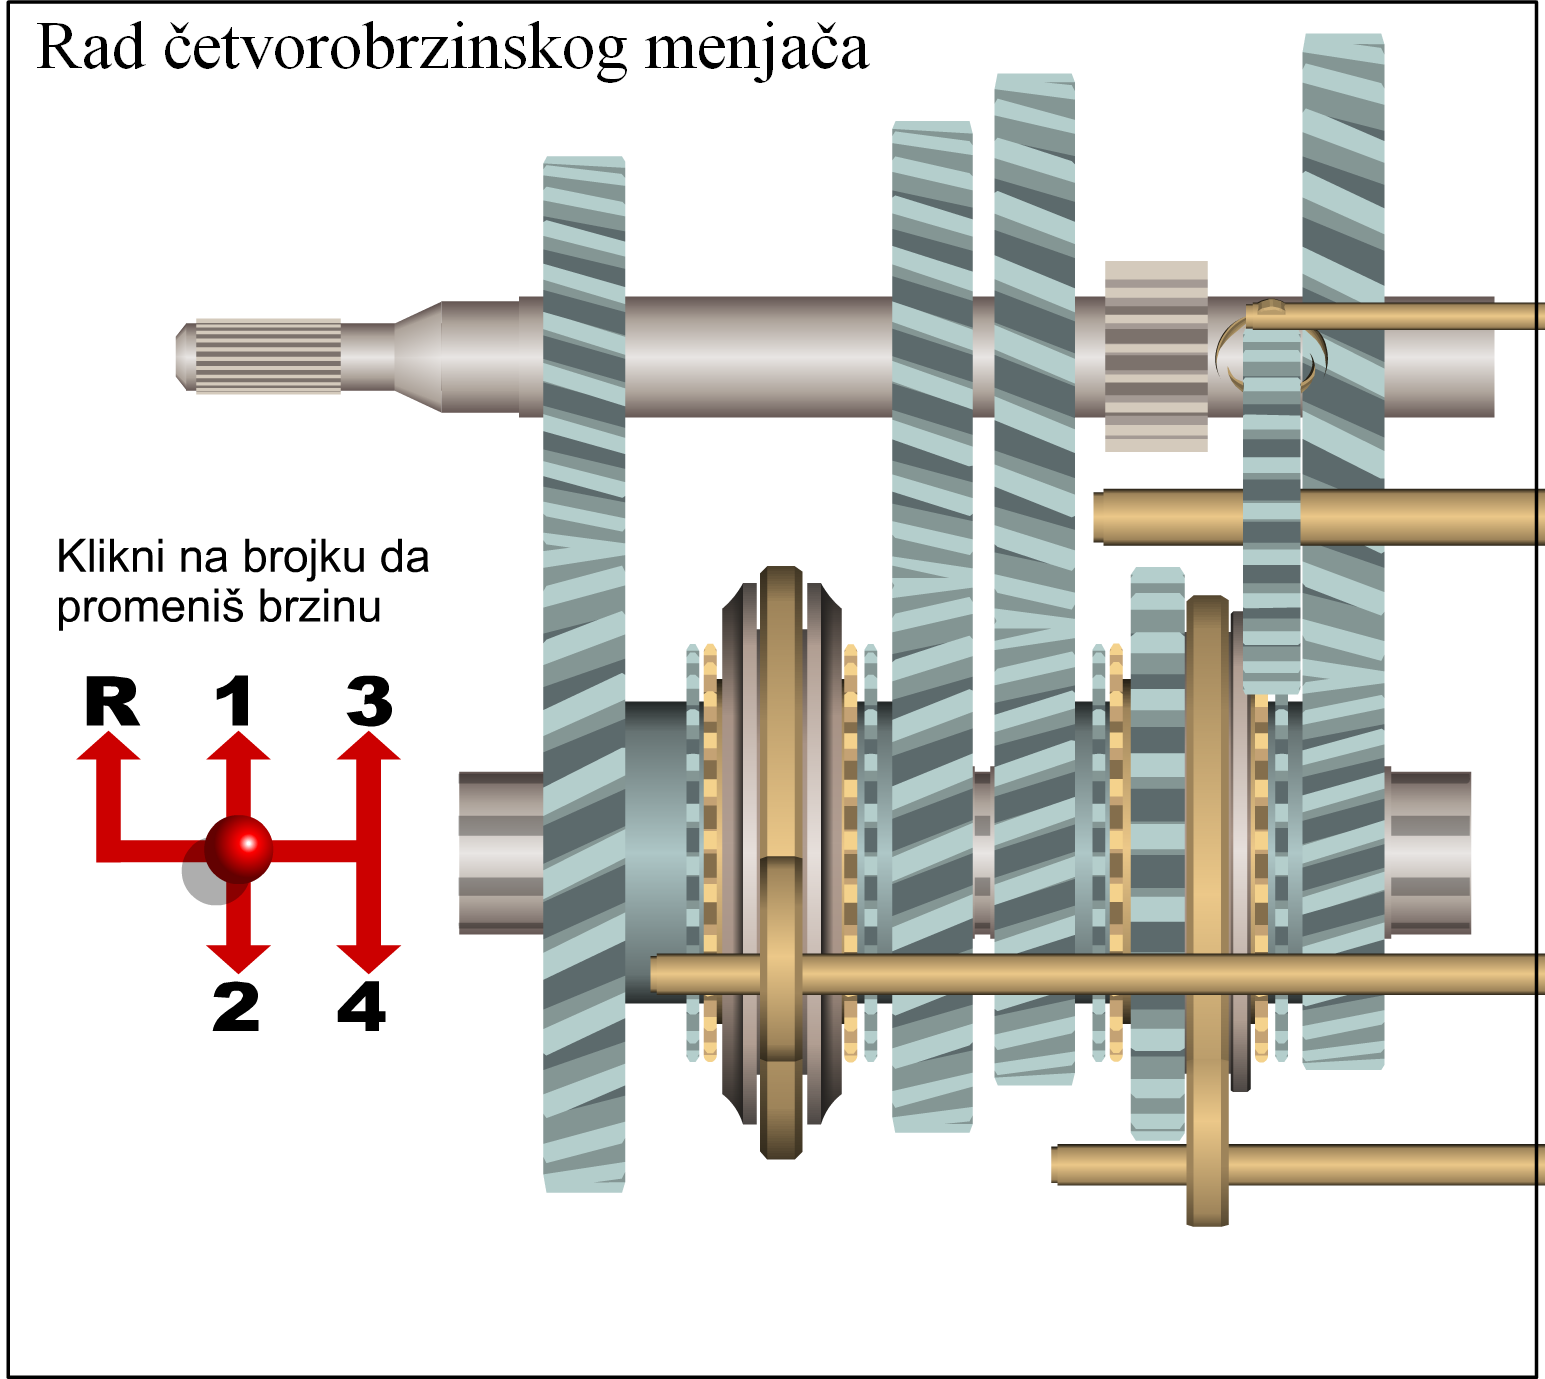 Rad četvorobrzinskog menjača
Klikni na brojku da
promeniš brzinu
R 1 3
2 4